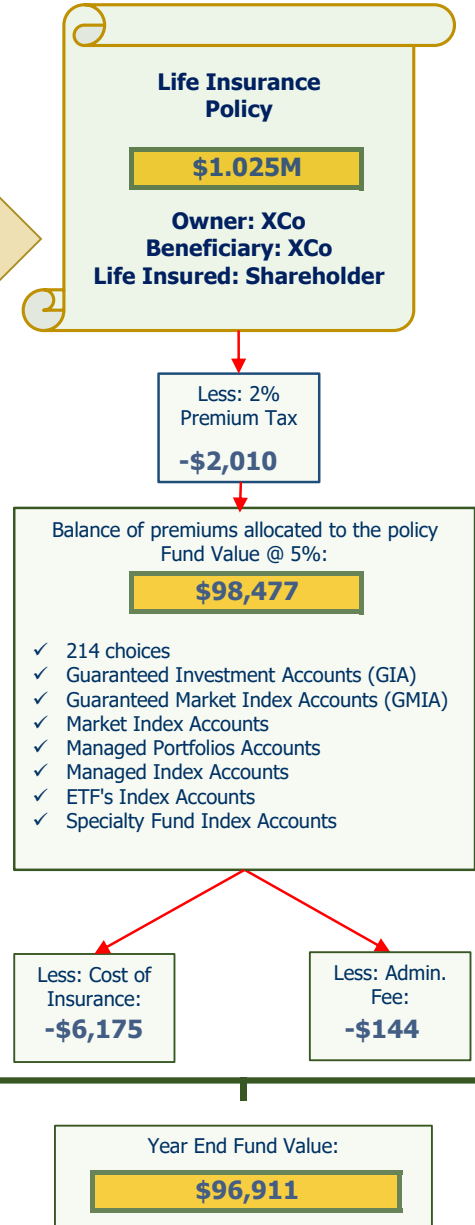 Life Insurance
Policy
$1.025M
Owner: XCo
Beneficiary: XCo
Life Insured: Shareholder
Less: 2%
Premium Tax
-$2,010
Balance of premiums allocated to the policy
Fund Value @ 5%:
$98,477
✓ 214 choices
✓ Guaranteed Investment Accounts (GIA)
✓ Guaranteed Market Index Accounts (GMIA)
✓ Market Index Accounts
✓ Managed Portfolios Accounts
✓ Managed Index Accounts
✓ ETF's Index Accounts
✓ Specialty Fund Index Accounts
Less: Cost of
Insurance:
-$6,175
Less: Admin.
Fee:
-$144
Year End Fund Value:
$96,911